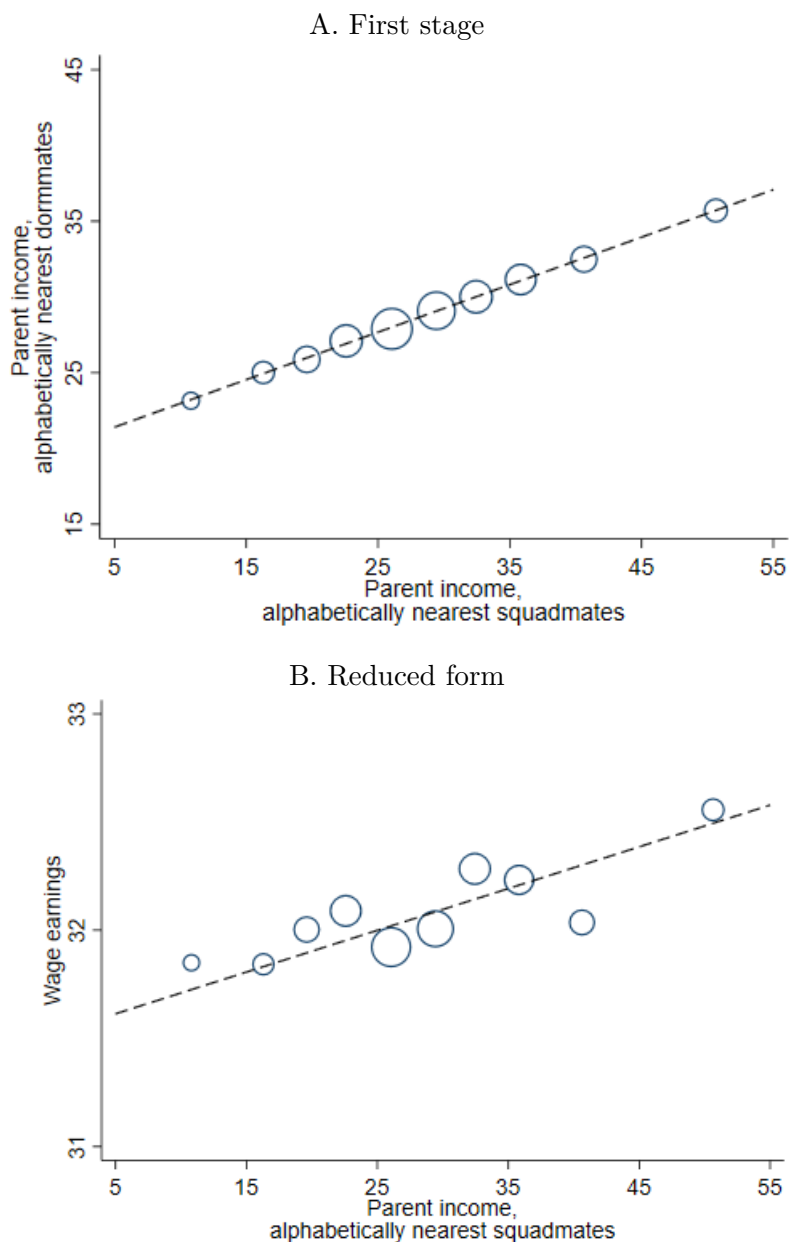 A. First stage
45
35
25
15
Parent income,
alphabetically nearest dormmates
5 15 25 35 45 55
Parent income,
alphabetically nearest squadmates
B. Reduced form
33
32
31
Wage earnings
5 15 25 35 45 55
Parent income,
alphabetically nearest squadmates